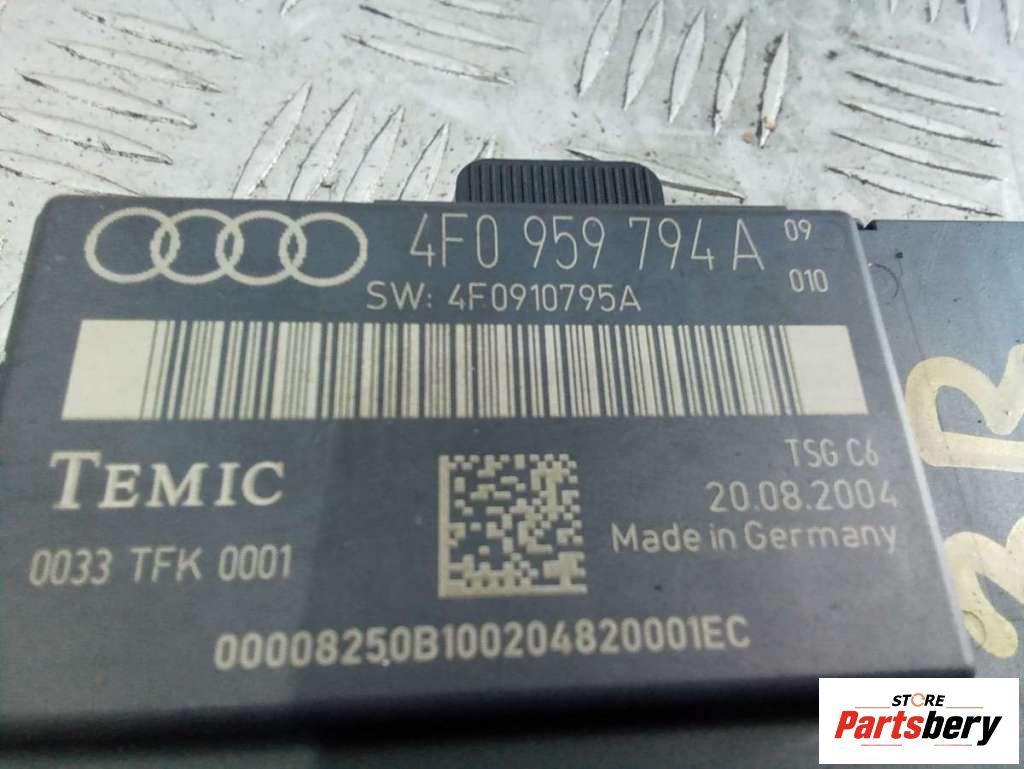 4F0 959 794 A 09
010
SW: 4F0910795A
TEMIC
TSG C6
20.08.2004
Made in Germany
0033 TFK 0001
00008250B100204820001EC
STORE
Partsbery